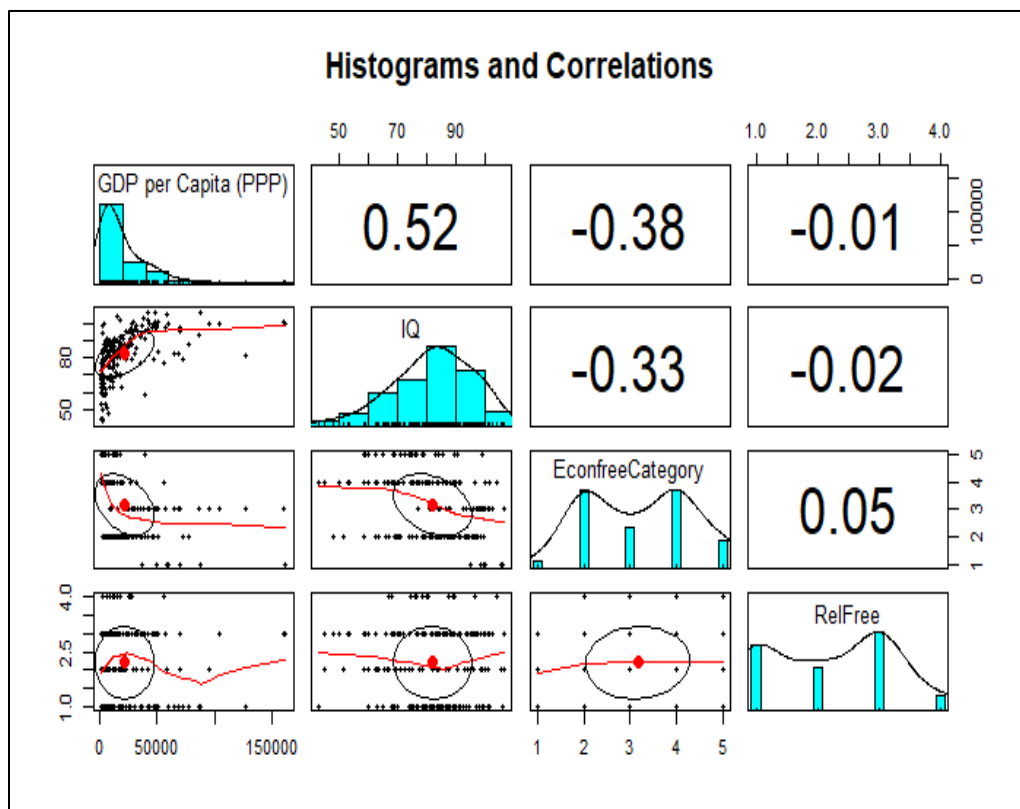 Histograms and Correlations
50 70 90
1.0 2.0 3.0 4.0
GDP per Capita (PPP)
0.52
-0.38
-0.01
0 100000
50 80
IQ
-0.33
-0.02
EconfreeCategory
0.05
1 2 3 4 5
1.0 2.5 4.0
RelFree
0 50000 150000
1 2 3 4 5